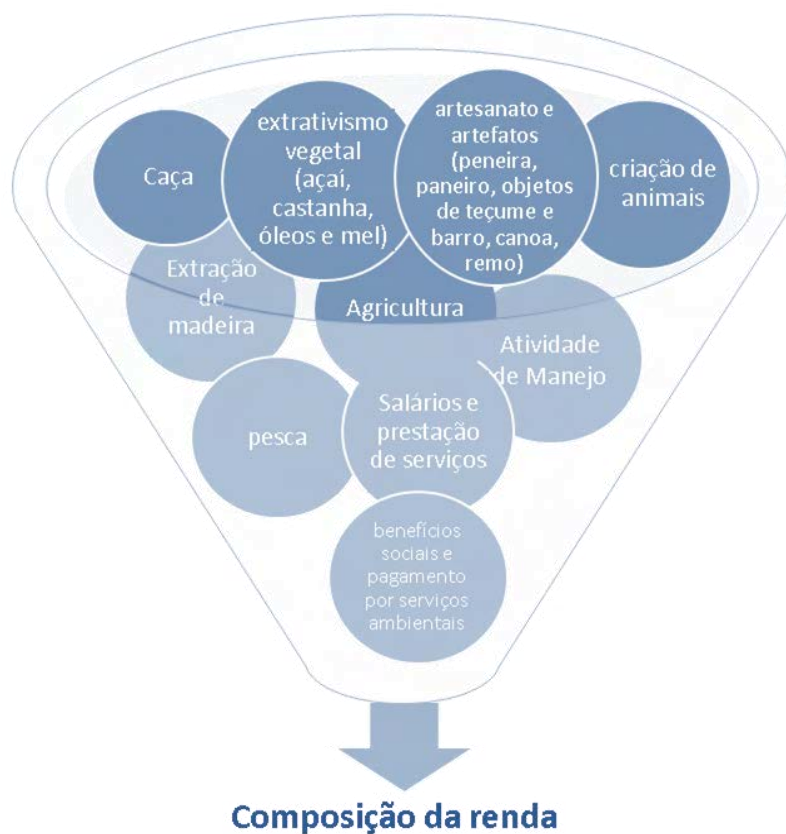 Caça
extrativismo
vegetal
(açaí,
castanha,
óleos e mel)
artesanato e
artefatos
(peneira,
paneiro, objetos
de teçume e
barro, canoa,
remo)
criação de
animais
Extração
de
madeira
Agricultura
Atividade
de Manejo
pesca
Salários e
prestação
de serviços
benefícios
sociais e
pagamento
por serviços
ambientais
Composição da renda